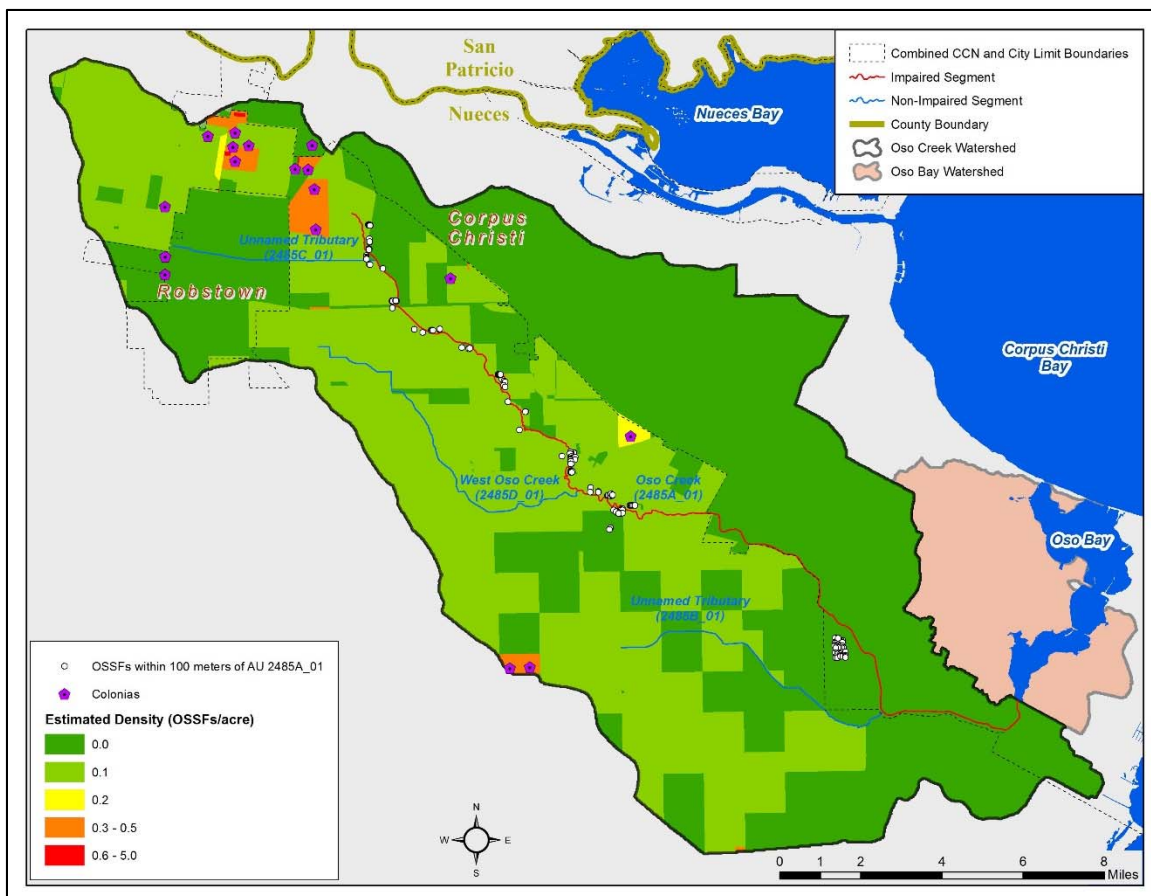 San
Patricio
Nueces
Nueces Bay
Combined CCN and City Limit Boundaries
Impaired Segment
Non-Impaired Segment
County Boundary
Oso Creek Watershed
Oso Bay Watershed
Corpus
Christi
Unnamed Tributary
(2485C_01)
Robstown
Corpus Christi
Bay
West Oso Creek
(2485D_01)
Oso Creek
(2485A_01)
Oso Bay
Unnamed Tributary
(2485B_01)
OSSFs within 100 meters of AU 2485A_01
Colonias
Estimated Density (OSSFs/acre)
0.0
0.1
0.2
0.3 - 0.5
0.6 - 5.0
N
W E
S
0 1 2 4 6 8
Miles